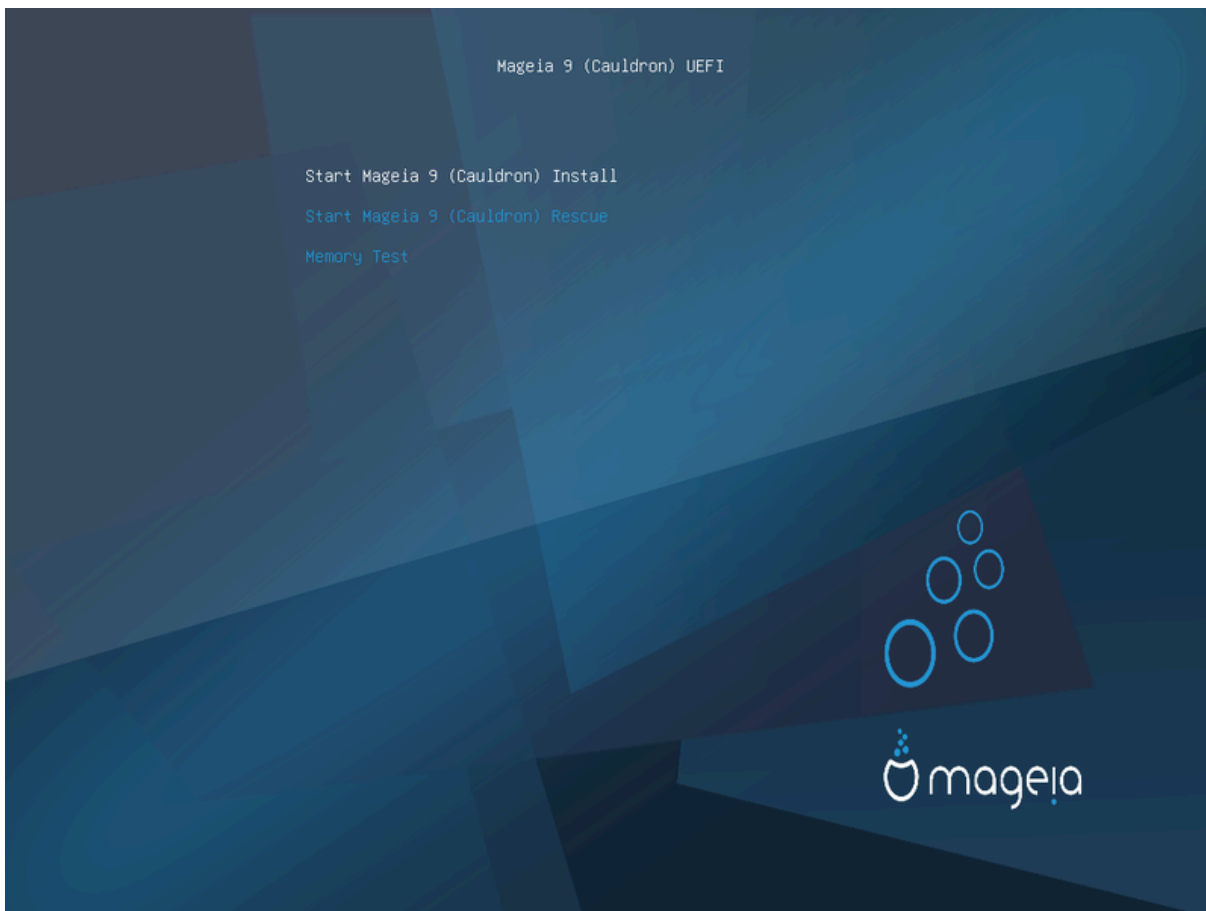 Mageia 9 (Cauldron) UEFI
Start Mageia 9 (Cauldron) Install
Start Mageia 9 (Cauldron) Rescue
Memory Test
mageia